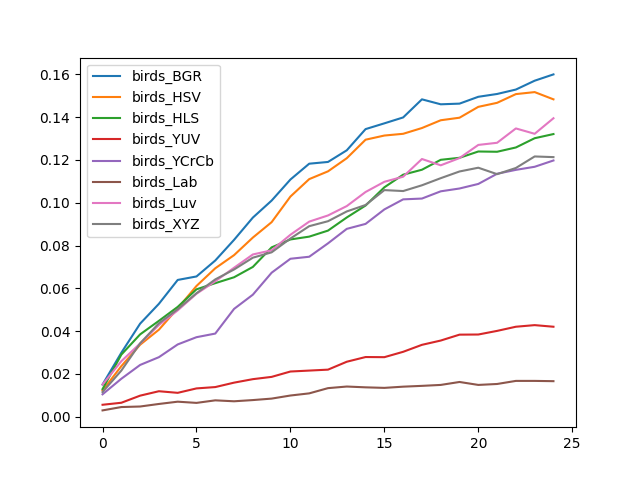 birds_BGR
birds_HSV
birds_HLS
birds_YUV
birds_YCrCb
birds_Lab
birds_Luv
birds_XYZ
0.16
0.14
0.12
0.10
0.08
0.06
0.04
0.02
0.00
0 5 10 15 20 25